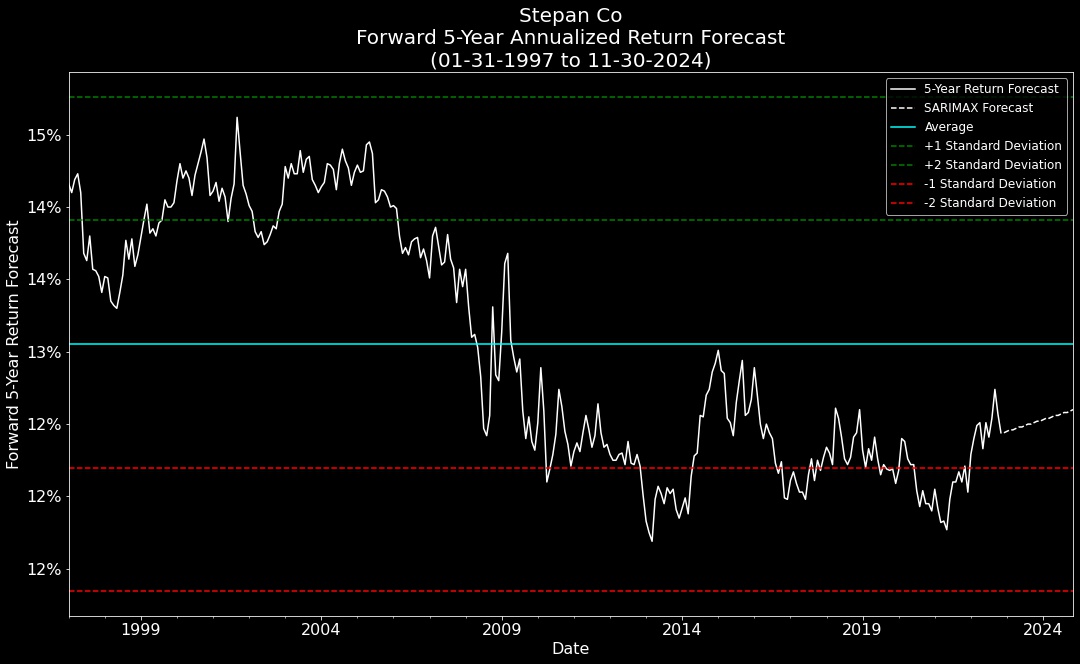 Stepan Co
Forward 5-Year Annualized Return Forecast
(01-31-1997 to 11-30-2024)
5-Year Return Forecast
SARIMAX Forecast
Average
+1 Standard Deviation
+2 Standard Deviation
-1 Standard Deviation
-2 Standard Deviation
Forward 5-Year Return Forecast
15%
14%
14%
13%
12%
12%
12%
1999
2004
2009
2014
2019
2024
Date